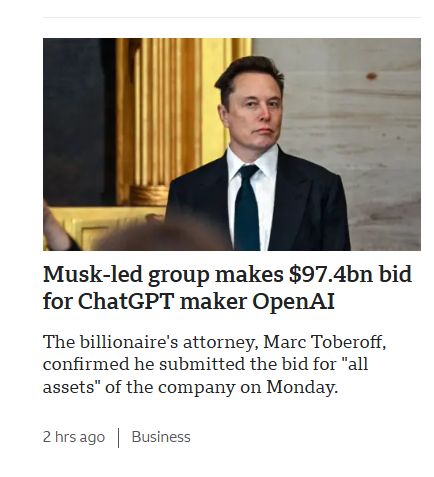 Musk-led group makes $97.4bn bid
for ChatGPT maker OpenAI
The billionaire's attorney, Marc Toberoff,
confirmed he submitted the bid for "all
assets" of the company on Monday.
2 hrs ago | Business